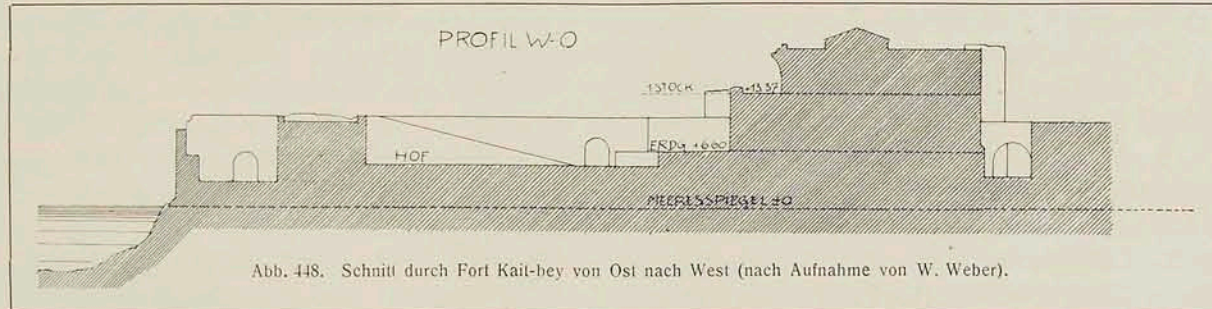 PROFIL W-O
1 STOCK +13.57
ERDG +6.00
HOF
MEERESSPIEGEL ±0
Abb. 448. Schnitt durch Fort Kait-bey von Ost nach West (nach Aufnahme von W. Weber).